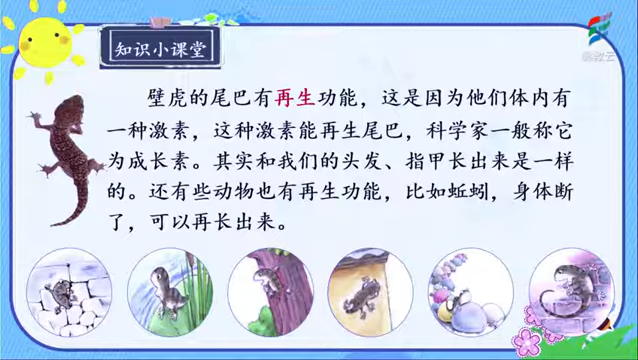 知识小课堂
壁虎的尾巴有再生功能，这是因为他们体内有
一种激素，这种激素能再生尾巴，科学家一般称它
为成长素。其实和我们的头发、指甲长出来是一样
的。还有些动物也有再生功能，比如蚯蚓，身体断
了，可以再长出来。